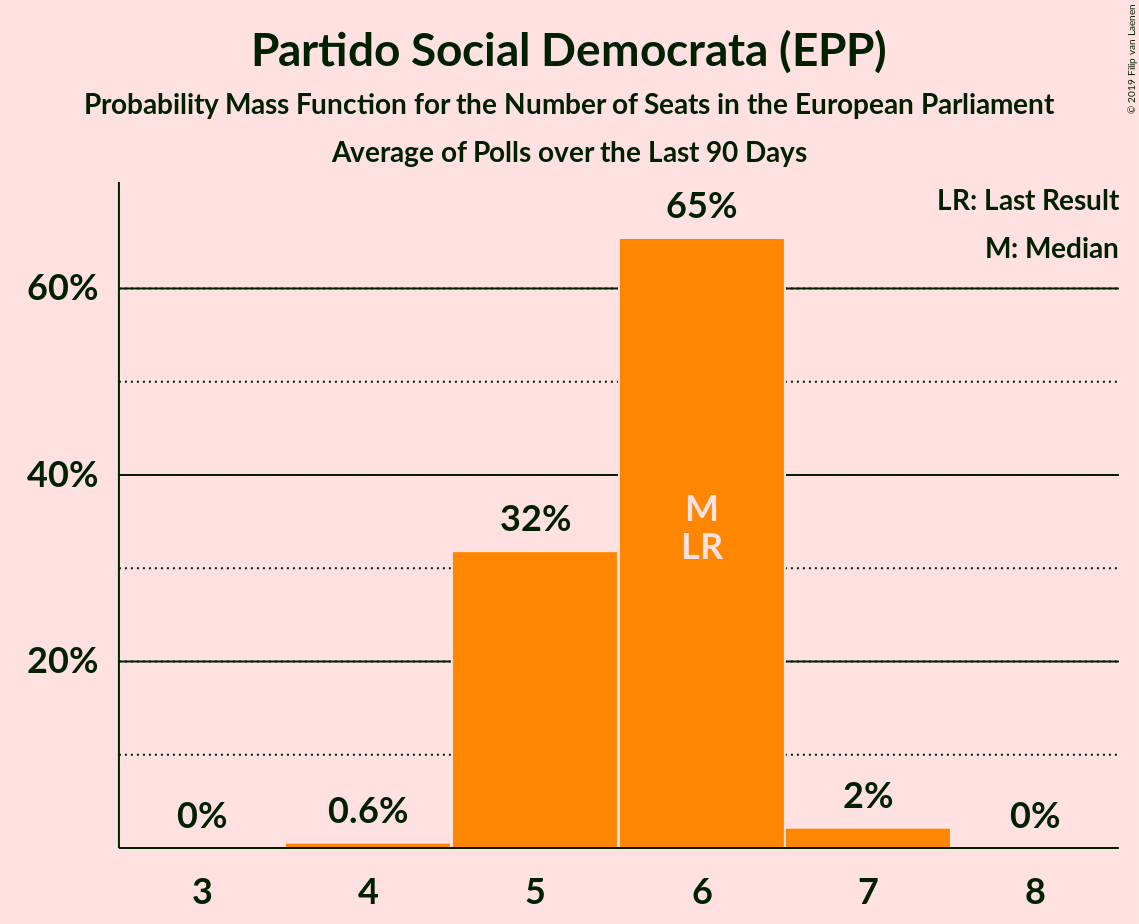 Partido Social Democrata (EPP)
Probability Mass Function for the Number of Seats in the European Parliament
Average of Polls over the Last 90 Days
© 2019 Filip van Laenen
LR: Last Result
M: Median
65%
60%
40%
32%
M
LR
20%
0%
0.6%
2%
0%
3 4 5 6 7 8